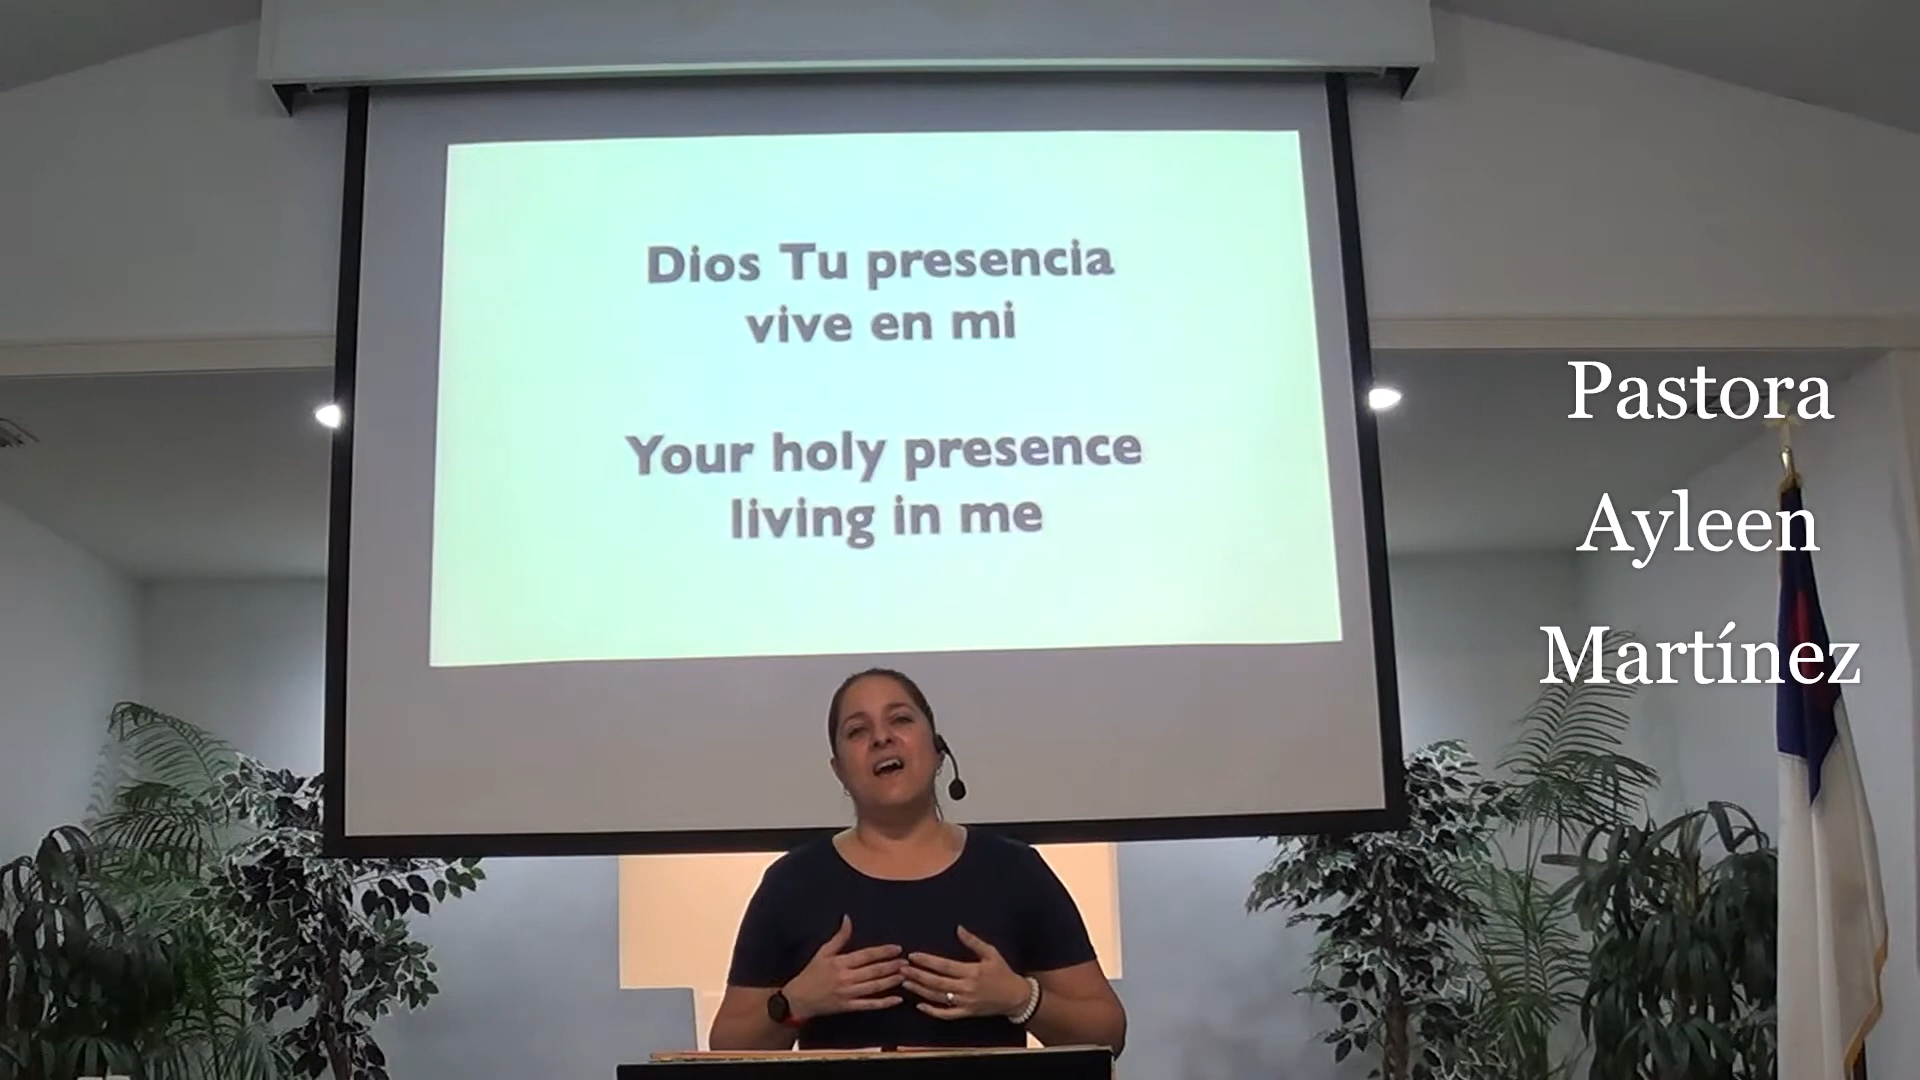 Dios Tu presencia
vive en mi
Your holy presence
living in me
Pastora
Ayleen
Martínez